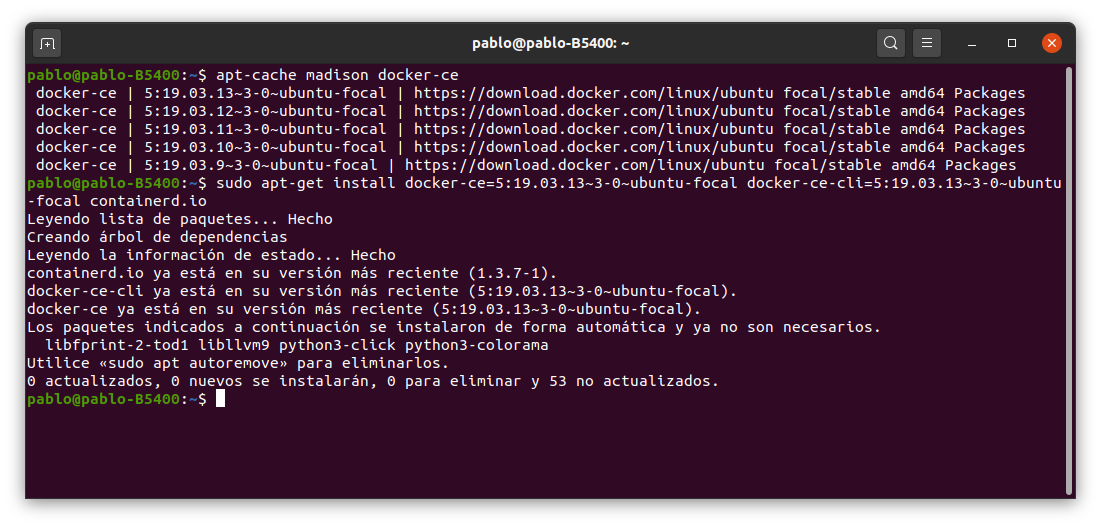 pablo@pablo-B5400: ~
pablo@pablo-B5400:~$ apt-cache madison docker-ce
 docker-ce | 5:19.03.13~3-0~ubuntu-focal | https://download.docker.com/linux/ubuntu focal/stable amd64 Packages
 docker-ce | 5:19.03.12~3-0~ubuntu-focal | https://download.docker.com/linux/ubuntu focal/stable amd64 Packages
 docker-ce | 5:19.03.11~3-0~ubuntu-focal | https://download.docker.com/linux/ubuntu focal/stable amd64 Packages
 docker-ce | 5:19.03.10~3-0~ubuntu-focal | https://download.docker.com/linux/ubuntu focal/stable amd64 Packages
 docker-ce | 5:19.03.9~3-0~ubuntu-focal | https://download.docker.com/linux/ubuntu focal/stable amd64 Packages
pablo@pablo-B5400:~$ sudo apt-get install docker-ce=5:19.03.13~3-0~ubuntu-focal docker-ce-cli=5:19.03.13~3-0~ubuntu
-focal containerd.io
Leyendo lista de paquetes... Hecho
Creando árbol de dependencias
Leyendo la información de estado... Hecho
containerd.io ya está en su versión más reciente (1.3.7-1).
docker-ce-cli ya está en su versión más reciente (5:19.03.13~3-0~ubuntu-focal).
docker-ce ya está en su versión más reciente (5:19.03.13~3-0~ubuntu-focal).
Los paquetes indicados a continuación se instalaron de forma automática y ya no son necesarios.
  libfprint-2-tod1 libllvm9 python3-click python3-colorama
Utilice «sudo apt autoremove» para eliminarlos.
0 actualizados, 0 nuevos se instalarán, 0 para eliminar y 53 no actualizados.
pablo@pablo-B5400:~$